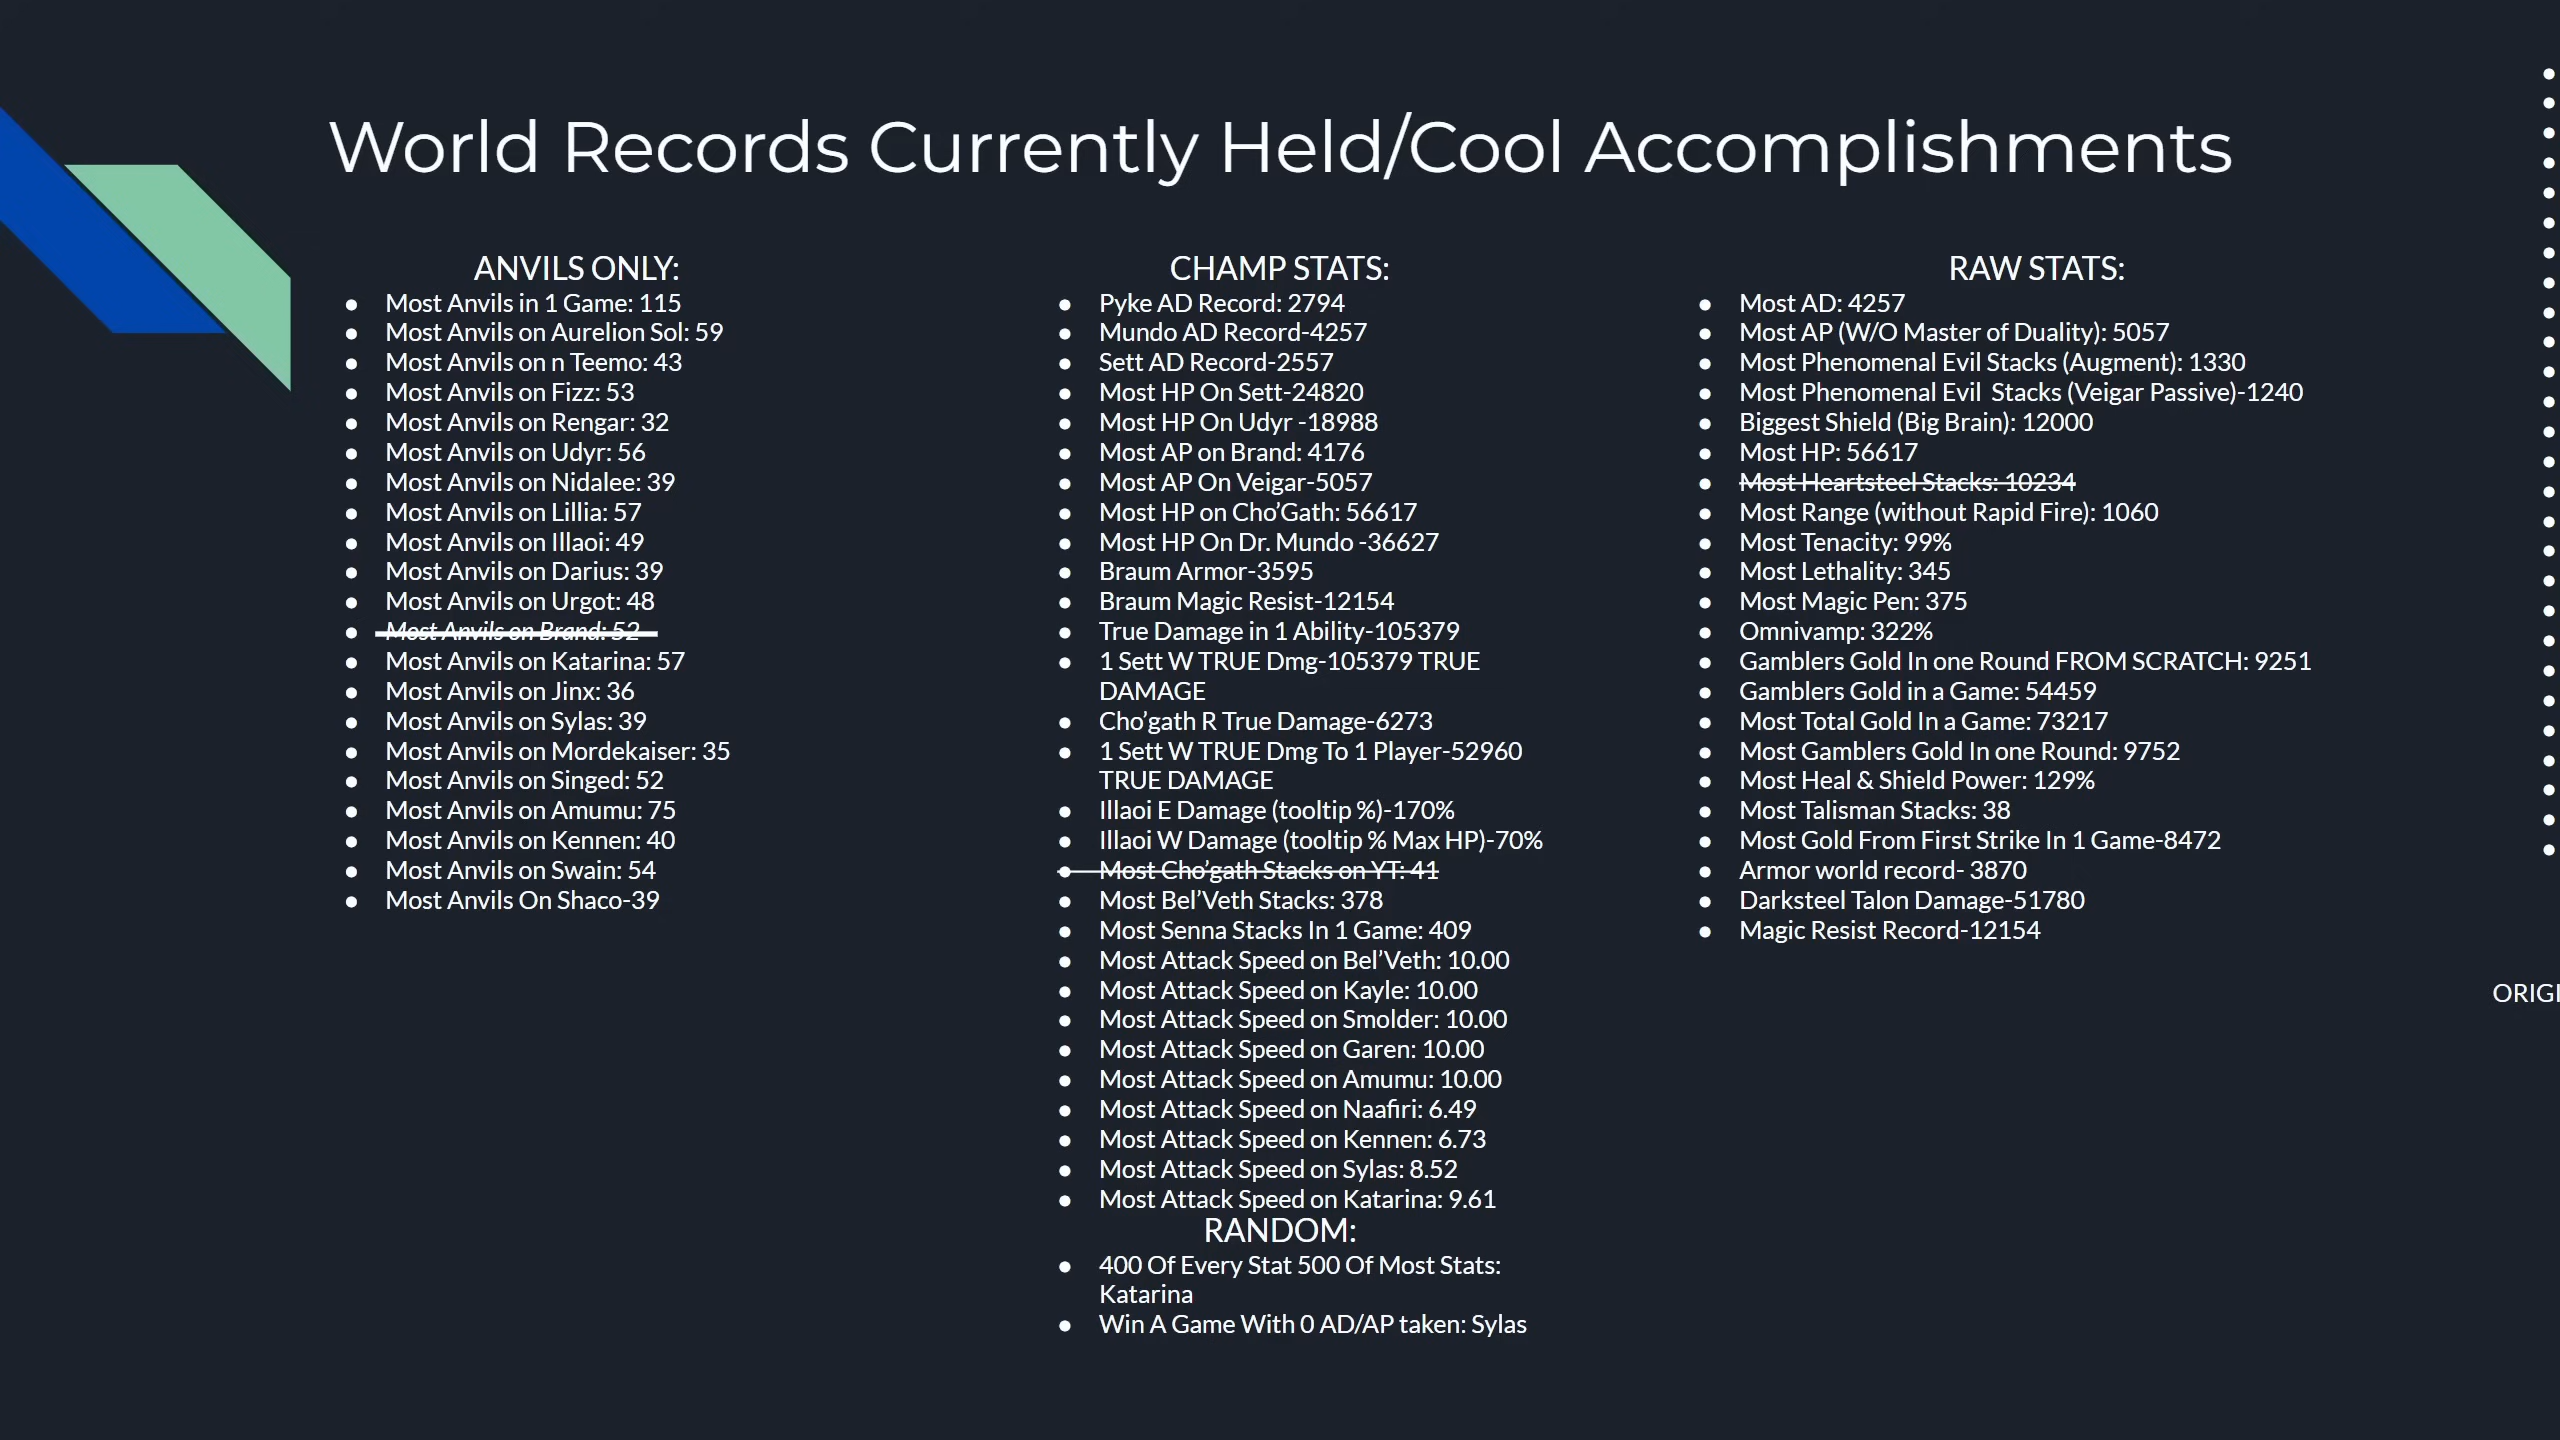 World Records Currently Held/Cool Accomplishments
ANVILS ONLY:
● Most Anvils in 1 Game: 115
● Most Anvils on Aurelion Sol: 59
● Most Anvils on n Teemo: 43
● Most Anvils on Fizz: 53
● Most Anvils on Rengar: 32
● Most Anvils on Udyr: 56
● Most Anvils on Nidalee: 39
● Most Anvils on Lillia: 57
● Most Anvils on Illaoi: 49
● Most Anvils on Darius: 39
● Most Anvils on Urgot: 48
● Most Anvils on Brand: 52
● Most Anvils on Katarina: 57
● Most Anvils on Jinx: 36
● Most Anvils on Sylas: 39
● Most Anvils on Mordekaiser: 35
● Most Anvils on Singed: 52
● Most Anvils on Amumu: 75
● Most Anvils on Kennen: 40
● Most Anvils on Swain: 54
● Most Anvils On Shaco-39
CHAMP STATS:
● Pyke AD Record: 2794
● Mundo AD Record-4257
● Sett AD Record-2557
● Most HP On Sett-24820
● Most HP On Udyr -18988
● Most AP on Brand: 4176
● Most AP On Veigar-5057
● Most HP on Cho’Gath: 56617
● Most HP On Dr. Mundo -36627
● Braum Armor-3595
● Braum Magic Resist-12154
● True Damage in 1 Ability-105379
● 1 Sett W TRUE Dmg-105379 TRUE
DAMAGE
● Cho’gath R True Damage-6273
● 1 Sett W TRUE Dmg To 1 Player-52960
TRUE DAMAGE
● Illaoi E Damage (tooltip %)-170%
● Illaoi W Damage (tooltip % Max HP)-70%
● Most Cho’gath Stacks on YT: 41
● Most Bel’Veth Stacks: 378
● Most Senna Stacks In 1 Game: 409
● Most Attack Speed on Bel’Veth: 10.00
● Most Attack Speed on Kayle: 10.00
● Most Attack Speed on Smolder: 10.00
● Most Attack Speed on Garen: 10.00
● Most Attack Speed on Amumu: 10.00
● Most Attack Speed on Naafiri: 6.49
● Most Attack Speed on Kennen: 6.73
● Most Attack Speed on Sylas: 8.52
● Most Attack Speed on Katarina: 9.61
RANDOM:
● 400 Of Every Stat 500 Of Most Stats:
Katarina
● Win A Game With 0 AD/AP taken: Sylas
RAW STATS:
● Most AD: 4257
● Most AP (W/O Master of Duality): 5057
● Most Phenomenal Evil Stacks (Augment): 1330
● Most Phenomenal Evil  Stacks (Veigar Passive)-1240
● Biggest Shield (Big Brain): 12000
● Most HP: 56617
● Most Heartsteel Stacks: 10234
● Most Range (without Rapid Fire): 1060
● Most Tenacity: 99%
● Most Lethality: 345
● Most Magic Pen: 375
● Omnivamp: 322%
● Gamblers Gold In one Round FROM SCRATCH: 9251
● Gamblers Gold in a Game: 54459
● Most Total Gold In a Game: 73217
● Most Gamblers Gold In one Round: 9752
● Most Heal & Shield Power: 129%
● Most Talisman Stacks: 38
● Most Gold From First Strike In 1 Game-8472
● Armor world record- 3870
● Darksteel Talon Damage-51780
● Magic Resist Record-12154